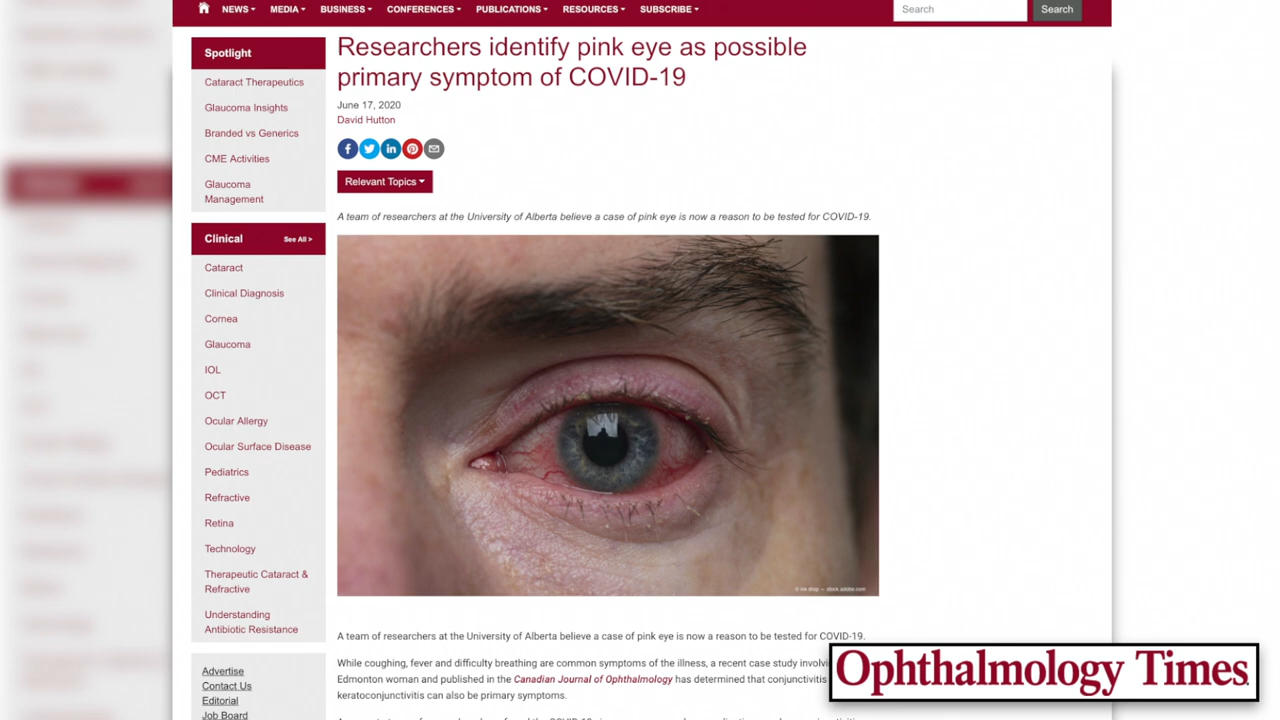 NEWS MEDIA BUSINESS CONFERENCES PUBLICATIONS RESOURCES SUBSCRIBE Search Search
Spotlight
Cataract Therapeutics
Glaucoma Insights
Branded vs Generics
CME Activities
Glaucoma
Management
Clinical See All >
Cataract
Clinical Diagnosis
Cornea
Glaucoma
IOL
OCT
Ocular Allergy
Ocular Surface Disease
Pediatrics
Refractive
Retina
Technology
Therapeutic Cataract &
Refractive
Understanding
Antibiotic Resistance
Advertise
Contact Us
Editorial
Job Board
Researchers identify pink eye as possible
primary symptom of COVID-19
June 17, 2020
David Hutton
Relevant Topics
A team of researchers at the University of Alberta believe a case of pink eye is now a reason to be tested for COVID-19.
© ink drop – stock.adobe.com
A team of researchers at the University of Alberta believe a case of pink eye is now a reason to be tested for COVID-19.
While coughing, fever and difficulty breathing are common symptoms of the illness, a recent case study
Edmonton woman and published in the Canadian Journal of Ophthalmology has determined that conjunctivitis
keratoconjunctivitis can also be primary symptoms.
Ophthalmology Times